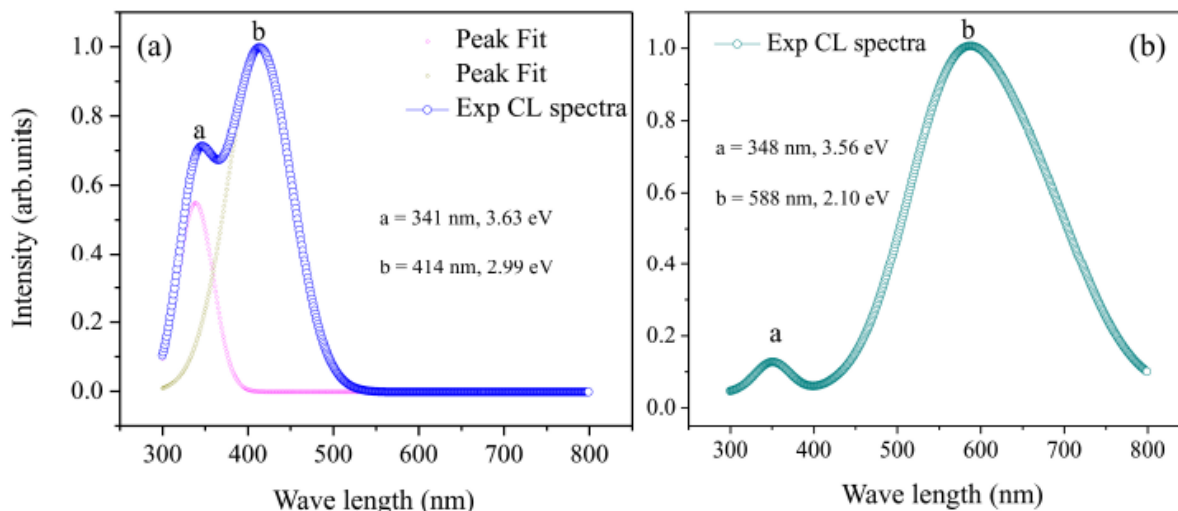 (a)
b
a
Peak Fit
Peak Fit
Exp CL spectra
a = 341 nm, 3.63 eV
b = 414 nm, 2.99 eV
Intensity (arb.units)
1.0
0.8
0.6
0.4
0.2
0.0
300 400 500 600 700 800
Wave length (nm)
(b)
b
Exp CL spectra
a = 348 nm, 3.56 eV
b = 588 nm, 2.10 eV
a
1.0
0.8
0.6
0.4
0.2
0.0
300 400 500 600 700 800
Wave length (nm)